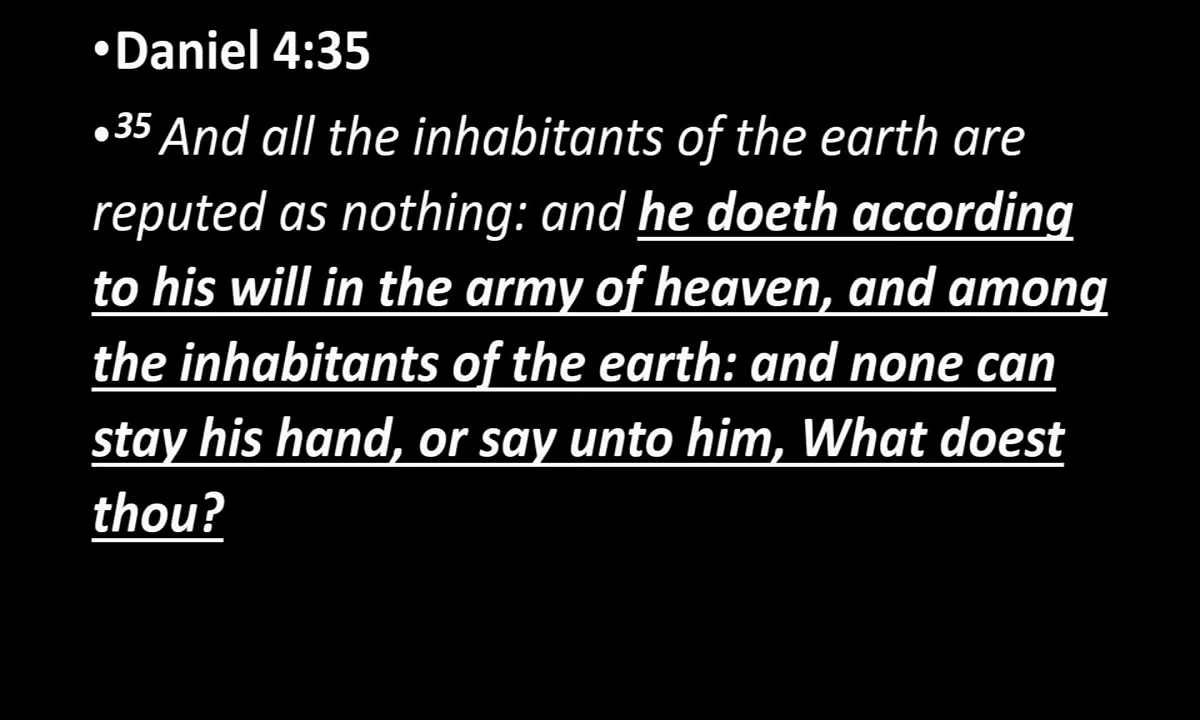 •Daniel 4:35
•35 And all the inhabitants of the earth are
reputed as nothing: and he doeth according
to his will in the army of heaven, and among
the inhabitants of the earth: and none can
stay his hand, or say unto him, What doest
thou?